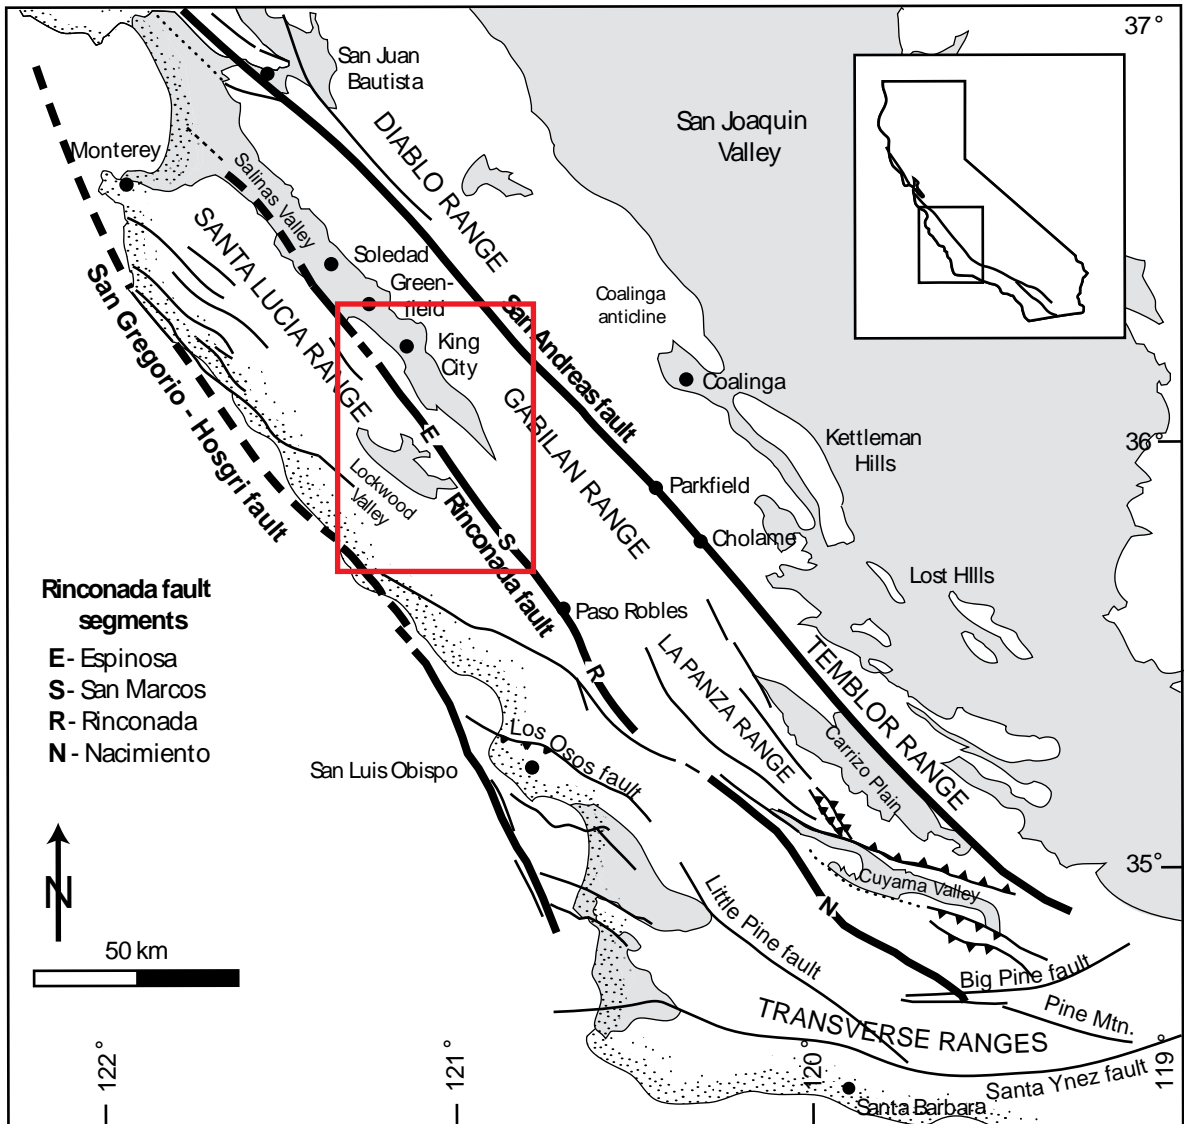 37°
San Juan
Bautista
San Joaquin
Valley
DIABLO RANGE
Monterey
Salinas Valley
SANTA LUCIA RANGE
Soledad
Green-
field
King
City
San Andreas fault
Coalinga
anticline
Coalinga
San Gregorio - Hosgri fault
GABILAN RANGE
E
Kettleman
Hills
36°
Lockwood
Valley
Parkfield
Rinconada fault
S
Cholame
Lost HIlls
Rinconada fault
segments
E - Espinosa
S - San Marcos
R - Rinconada
N - Nacimiento
Paso Robles
R
LA PANZA RANGE
TEMBLOR RANGE
Carrizo Plain
Los Osos fault
San Luis Obispo
35°
Cuyama Valley
N
Little Pine fault
N
50 km
Big Pine fault
Pine Mtn.
TRANSVERSE RANGES
Santa Ynez fault
Santa Barbara
122°
121°
120°
119°